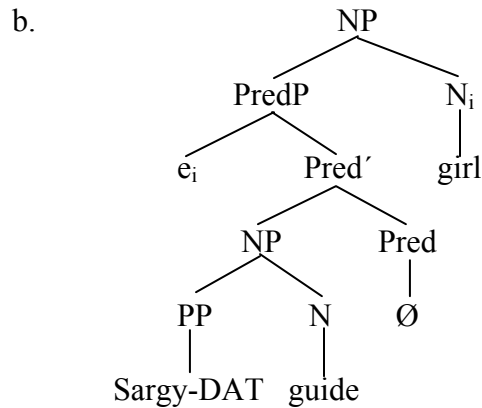 b. NP
PredP Nᵢ
eᵢ Pred´ girl
NP Pred
PP N Ø
Sargy-DAT guide